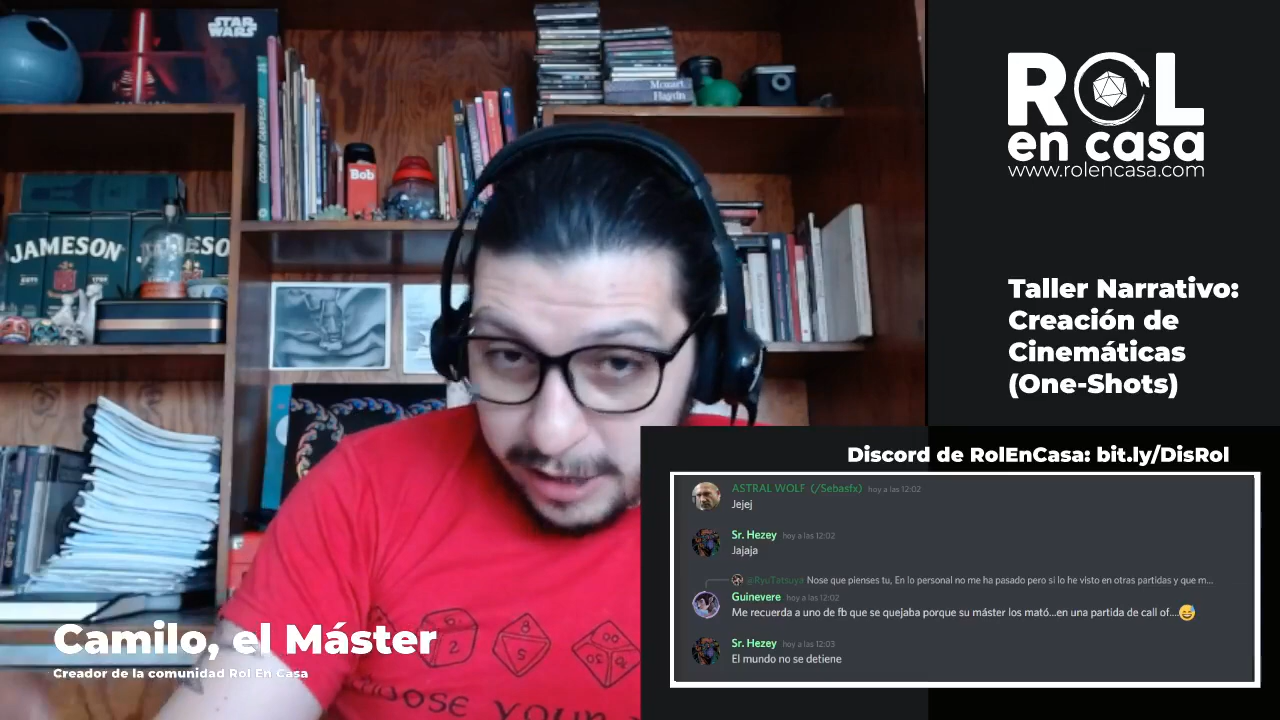 STAR
WARS
Mozart
Haydn
Bob
JAMESON
JAMESO
ROL
en casa
www.rolencasa.com
Taller Narrativo:
Creación de
Cinemáticas
(One-Shots)
Discord de RolEnCasa: bit.ly/DisRol
ASTRAL WOLF (/Sebasfx) hoy a las 12:02
Jejej
Sr. Hezey hoy a las 12:02
Jajaja
@RyuTatsuya Nose que pienses tu, En lo personal no me ha pasado pero si lo he visto en otras partidas y que m...
Guinevere hoy a las 12:02
Me recuerda a uno de fb que se quejaba porque su máster los mató...en una partida de call of....😅
Sr. Hezey hoy a las 12:03
El mundo no se detiene
Camilo, el Máster
Creador de la comunidad Rol En Casa
2
5
OOSE YOUR